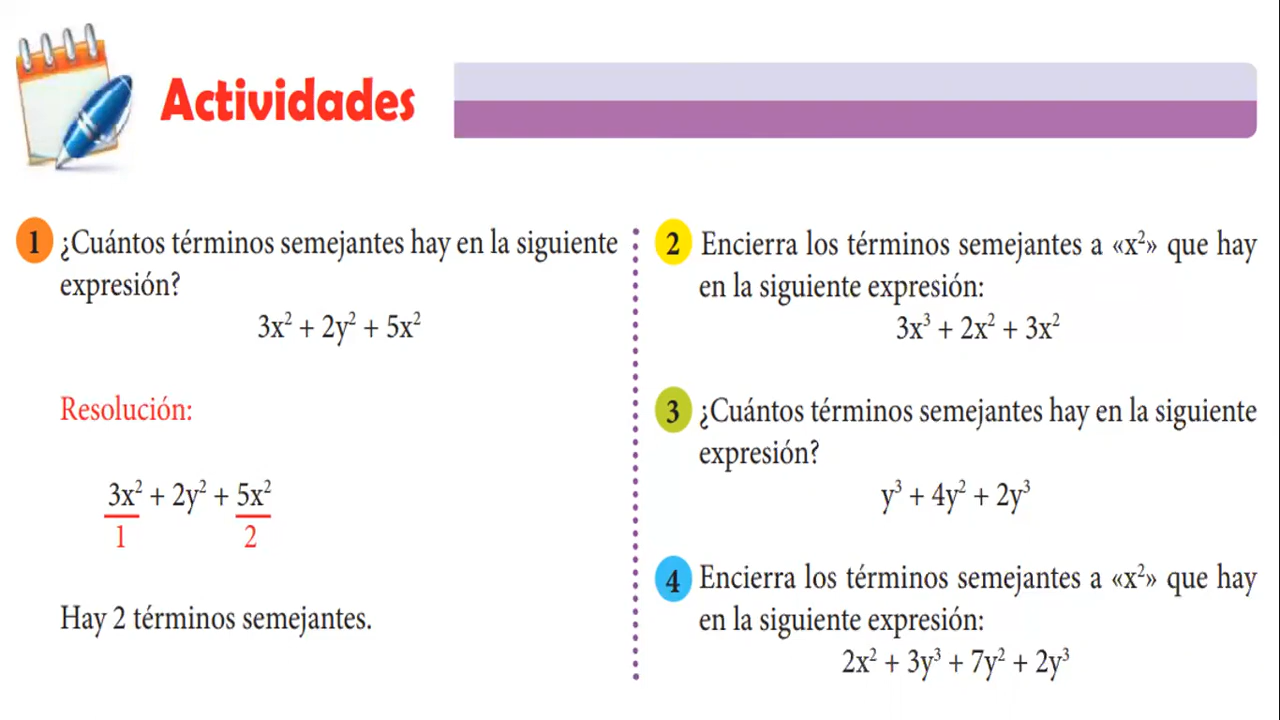 Actividades
1 ¿Cuántos términos semejantes hay en la siguiente
expresión?
3x² + 2y² + 5x²
Resolución:
3x² + 2y² + 5x²
1 2
Hay 2 términos semejantes.
2 Encierra los términos semejantes a «x²» que hay
en la siguiente expresión:
3x³ + 2x² + 3x²
3 ¿Cuántos términos semejantes hay en la siguiente
expresión?
y³ + 4y² + 2y³
4 Encierra los términos semejantes a «x²» que hay
en la siguiente expresión:
2x² + 3y³ + 7y² + 2y³